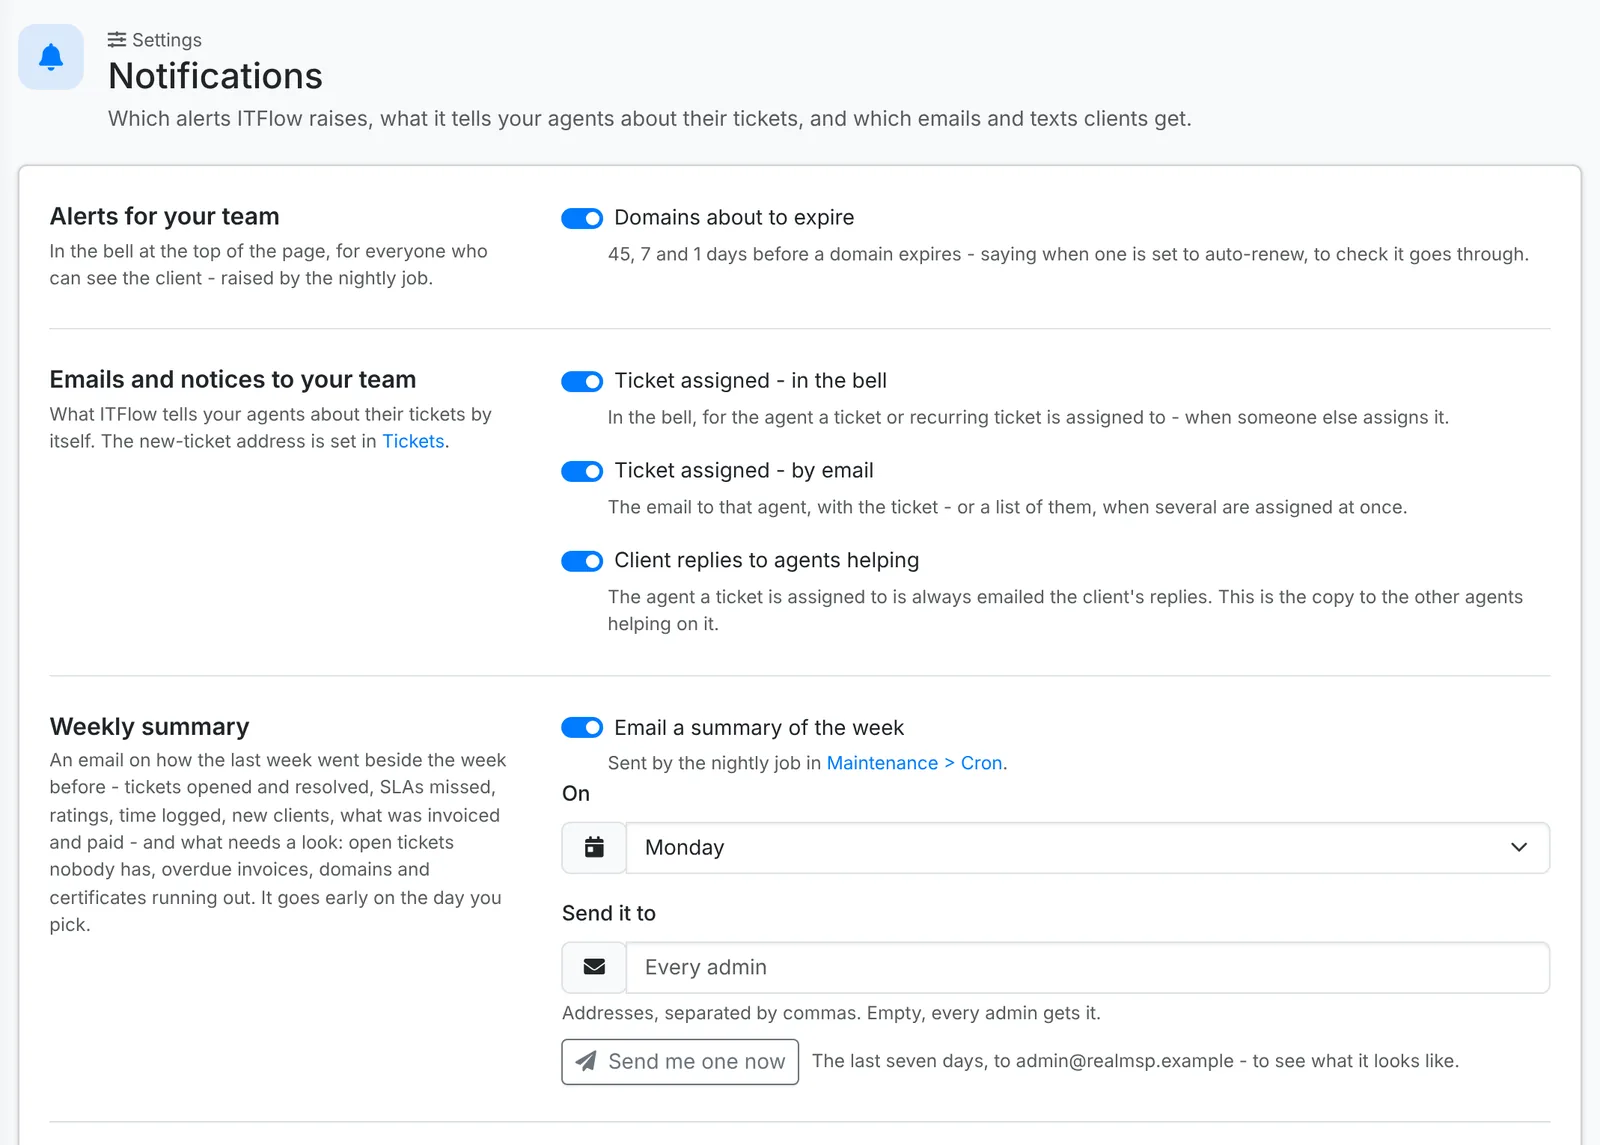 Settings
Notifications
Which alerts ITFlow raises, what it tells your agents about their tickets, and which emails and texts clients get.
Alerts for your team
In the bell at the top of the page, for everyone who
can see the client - raised by the nightly job.
Domains about to expire
45, 7 and 1 days before a domain expires - saying when one is set to auto-renew, to check it goes through.
Emails and notices to your team
What ITFlow tells your agents about their tickets by
itself. The new-ticket address is set in Tickets.
Ticket assigned - in the bell
In the bell, for the agent a ticket or recurring ticket is assigned to - when someone else assigns it.
Ticket assigned - by email
The email to that agent, with the ticket - or a list of them, when several are assigned at once.
Client replies to agents helping
The agent a ticket is assigned to is always emailed the client's replies. This is the copy to the other agents
helping on it.
Weekly summary
An email on how the last week went beside the week
before - tickets opened and resolved, SLAs missed,
ratings, time logged, new clients, what was invoiced
and paid - and what needs a look: open tickets
nobody has, overdue invoices, domains and
certificates running out. It goes early on the day you
pick.
Email a summary of the week
Sent by the nightly job in Maintenance > Cron.
On
Monday
Send it to
Every admin
Addresses, separated by commas. Empty, every admin gets it.
Send me one now
The last seven days, to admin@realmsp.example - to see what it looks like.